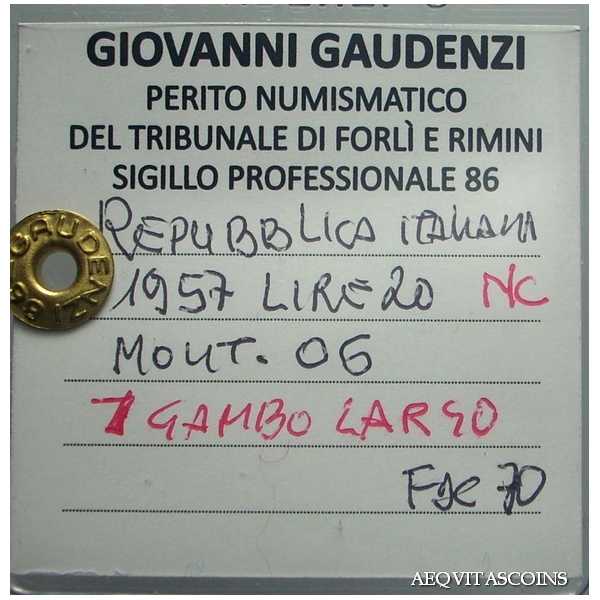 GIOVANNI GAUDENZI
PERITO NUMISMATICO
DEL TRIBUNALE DI FORLÌ E RIMINI
SIGILLO PROFESSIONALE 86
REPUBBLICA ITALIANA
1957 LIRE 20 NC
MONT. 06
7 GAMBO LARGO
FDC 70
GAUDENZI 86
AEQVITASCOINS